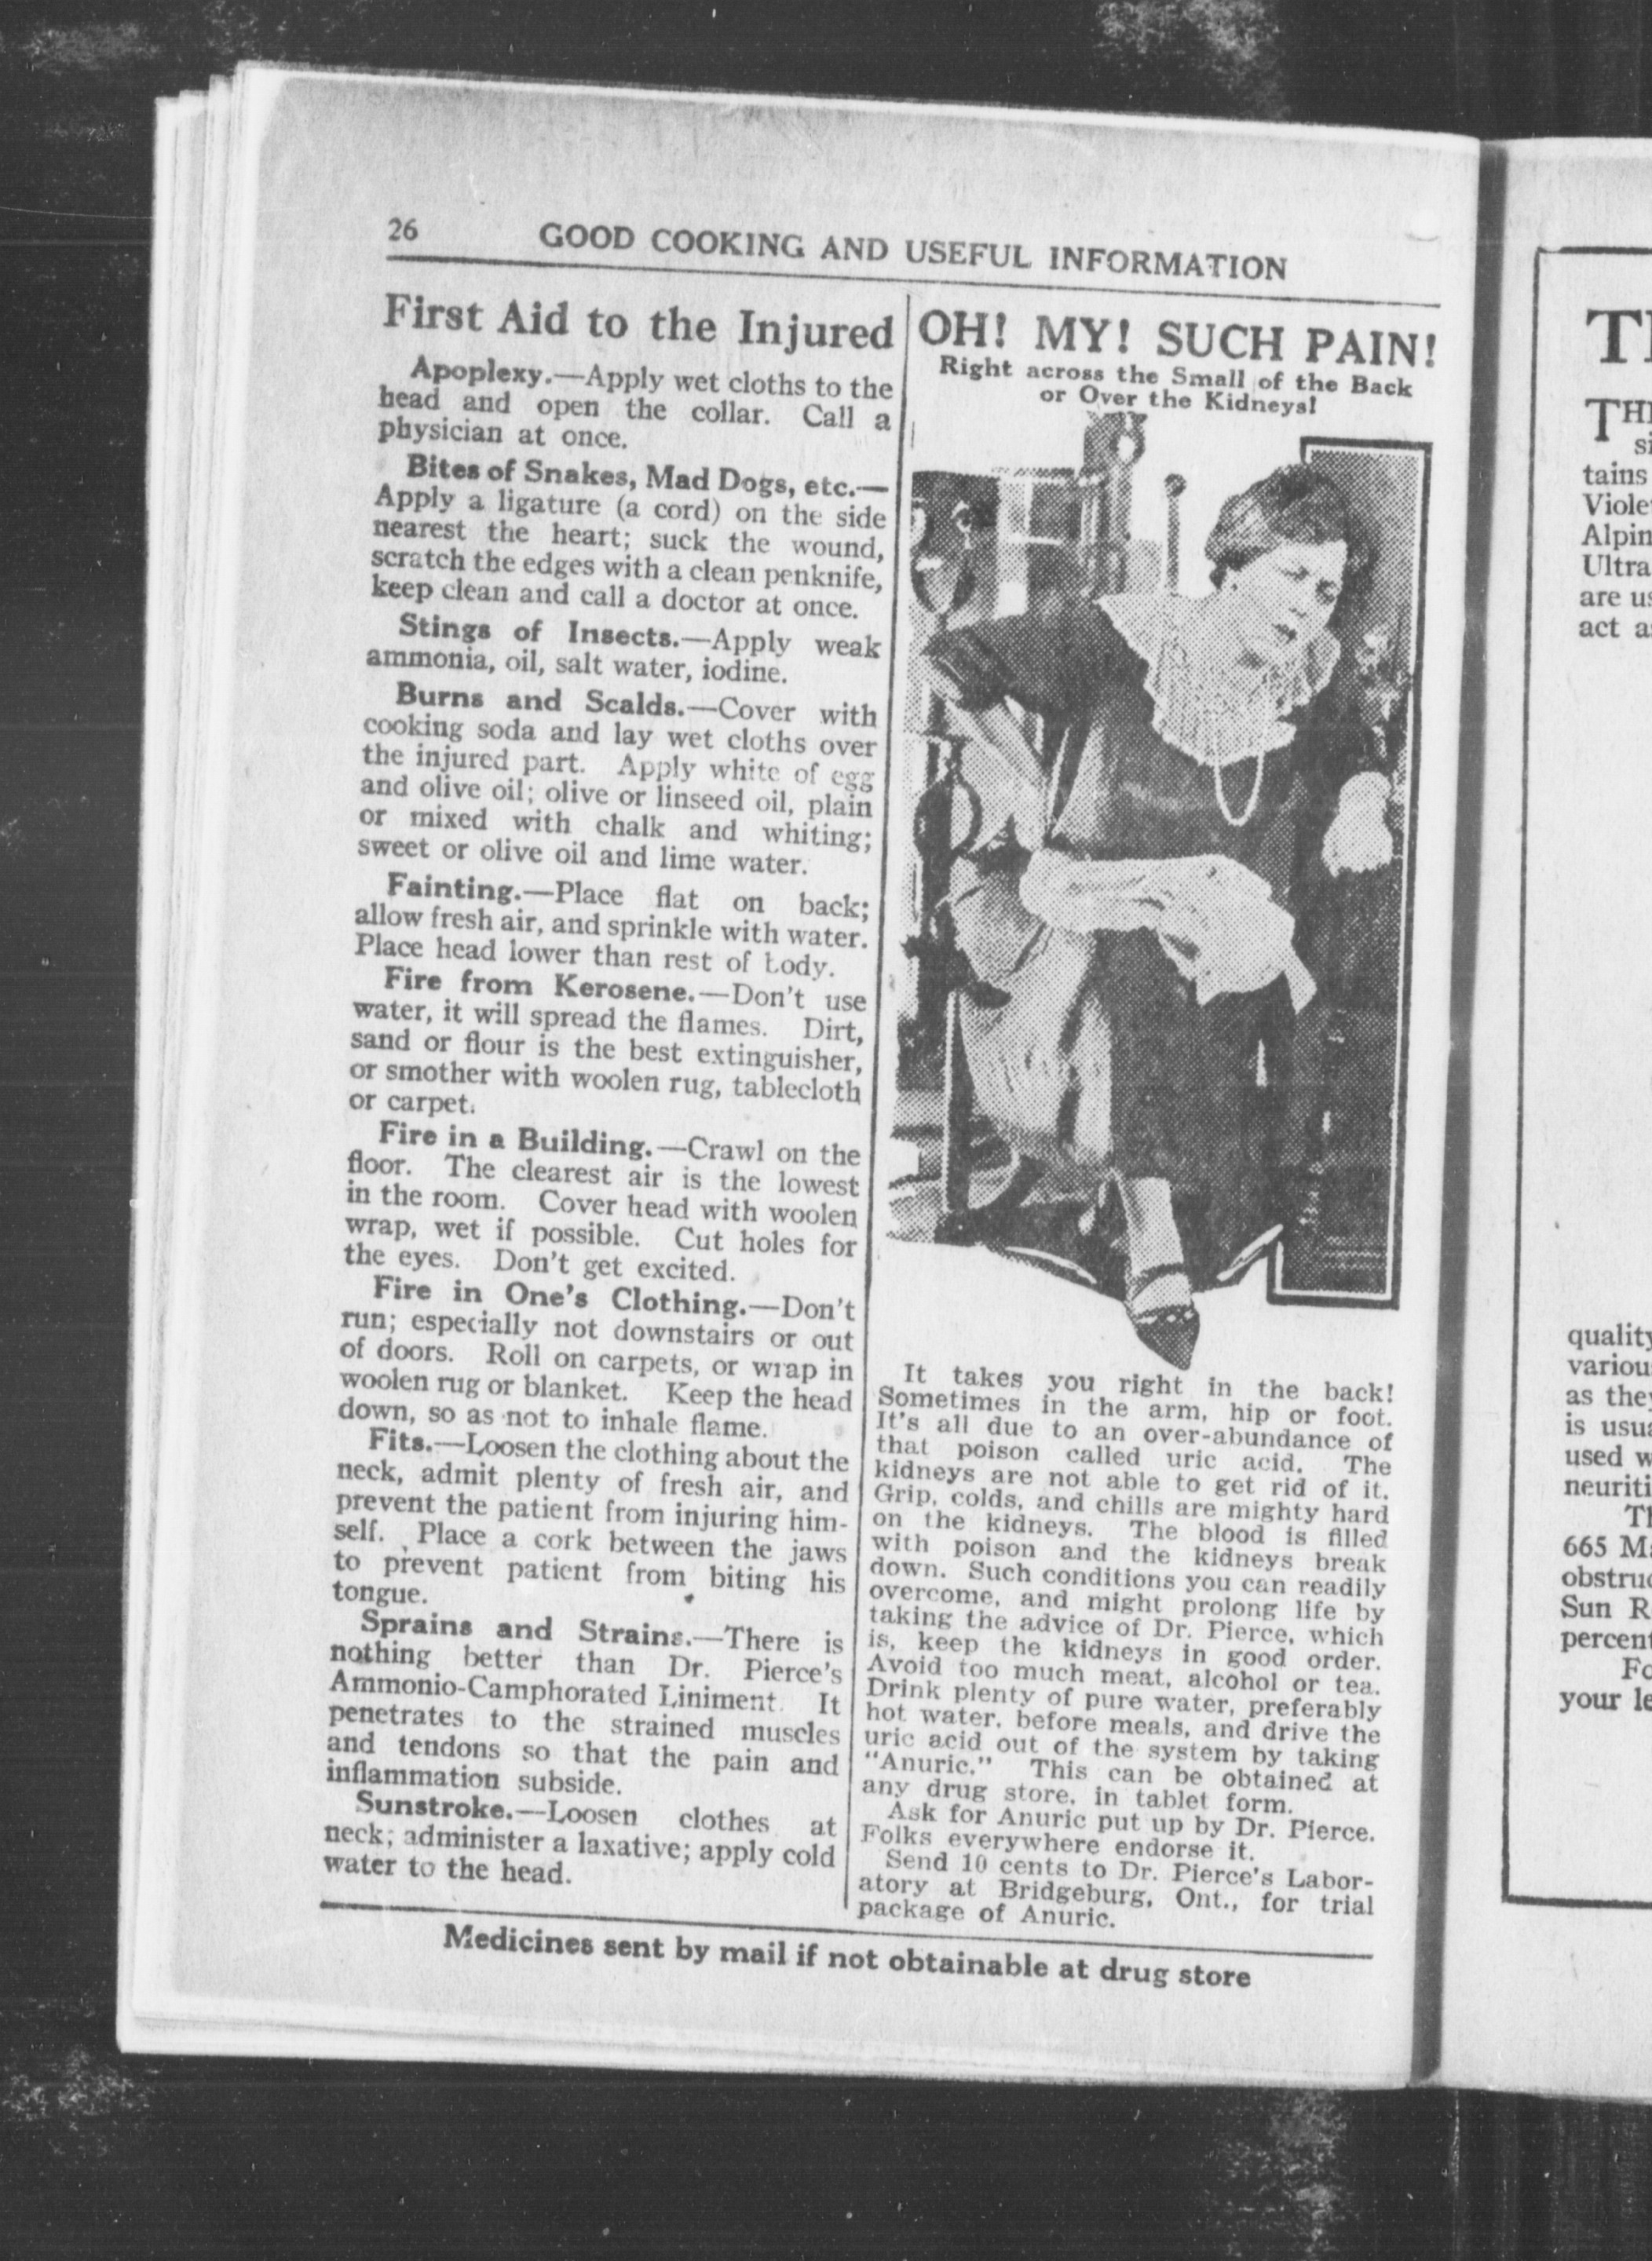 26 GOOD COOKING AND USEFUL INFORMATION
First Aid to the Injured
Apoplexy.—Apply wet cloths to the
head and open the collar. Call a
physician at once.
Bites of Snakes, Mad Dogs, etc.—
Apply a ligature (a cord) on the side
nearest the heart; suck the wound,
scratch the edges with a clean penknife,
keep clean and call a doctor at once.
Stings of Insects.—Apply weak
ammonia, oil, salt water, iodine.
Burns and Scalds.—Cover with
cooking soda and lay wet cloths over
the injured part. Apply white of egg
and olive oil; olive or linseed oil, plain
or mixed with chalk and whiting;
sweet or olive oil and lime water.
Fainting.—Place flat on back;
allow fresh air, and sprinkle with water.
Place head lower than rest of body.
Fire from Kerosene.—Don't use
water, it will spread the flames. Dirt,
sand or flour is the best extinguisher,
or smother with woolen rug, tablecloth
or carpet.
Fire in a Building.—Crawl on the
floor. The clearest air is the lowest
in the room. Cover head with woolen
wrap, wet if possible. Cut holes for
the eyes. Don't get excited.
Fire in One's Clothing.—Don't
run; especially not downstairs or out
of doors. Roll on carpets, or wrap in
woolen rug or blanket. Keep the head
down, so as not to inhale flame.
Fits.—Loosen the clothing about the
neck, admit plenty of fresh air, and
prevent the patient from injuring him-
self. Place a cork between the jaws
to prevent patient from biting his
tongue.
Sprains and Strains.—There is
nothing better than Dr. Pierce's
Ammonio-Camphorated Liniment. It
penetrates to the strained muscles
and tendons so that the pain and
inflammation subside.
Sunstroke.—Loosen clothes at
neck; administer a laxative; apply cold
water to the head.
OH! MY! SUCH PAIN!
Right across the Small of the Back
or Over the Kidneys!
It takes you right in the back!
Sometimes in the arm, hip or foot.
It's all due to an over-abundance of
that poison called uric acid. The
kidneys are not able to get rid of it.
Grip, colds, and chills are mighty hard
on the kidneys. The blood is filled
with poison and the kidneys break
down. Such conditions you can readily
overcome, and might prolong life by
taking the advice of Dr. Pierce, which
is, keep the kidneys in good order.
Avoid too much meat, alcohol or tea.
Drink plenty of pure water, preferably
hot water, before meals, and drive the
uric acid out of the system by taking
"Anuric." This can be obtained at
any drug store, in tablet form.
Ask for Anuric put up by Dr. Pierce.
Folks everywhere endorse it.
Send 10 cents to Dr. Pierce's Labor-
atory at Bridgeburg, Ont., for trial
package of Anuric.
Medicines sent by mail if not obtainable at drug store
tains
Viole
Alpin
Ultra
are us
act a
quality
variou
as they
is usua
used w
neuriti
Th
665 Ma
obstruc
Sun R
percent
Fo
your le